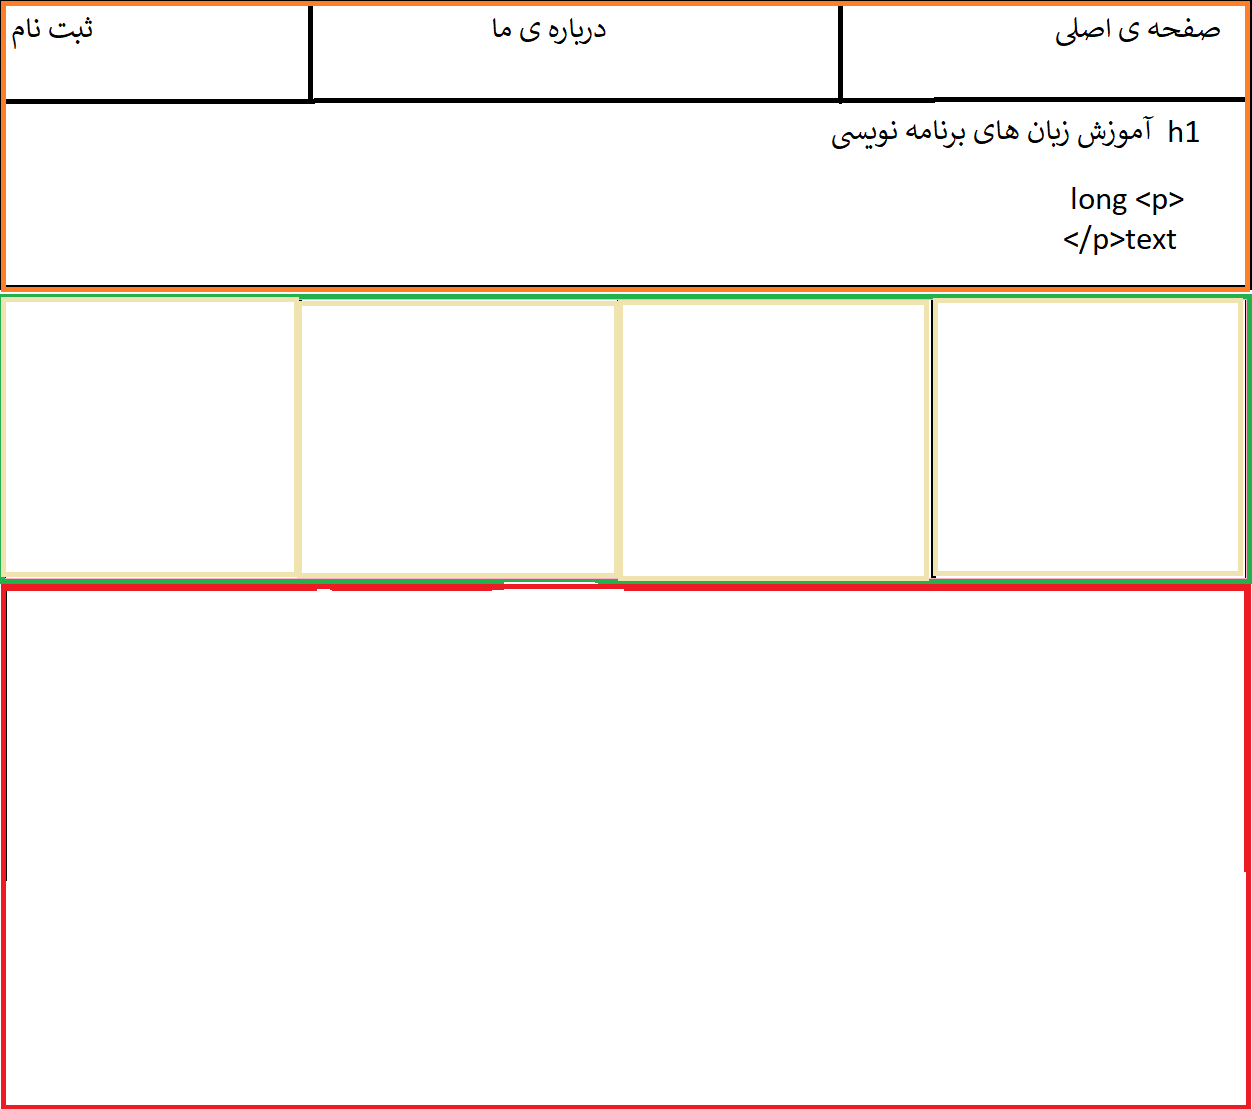 صفحه ی اصلی
درباره ی ما
ثبت نام
h1 آموزش زبان های برنامه نویسی
long <p>
</p>text